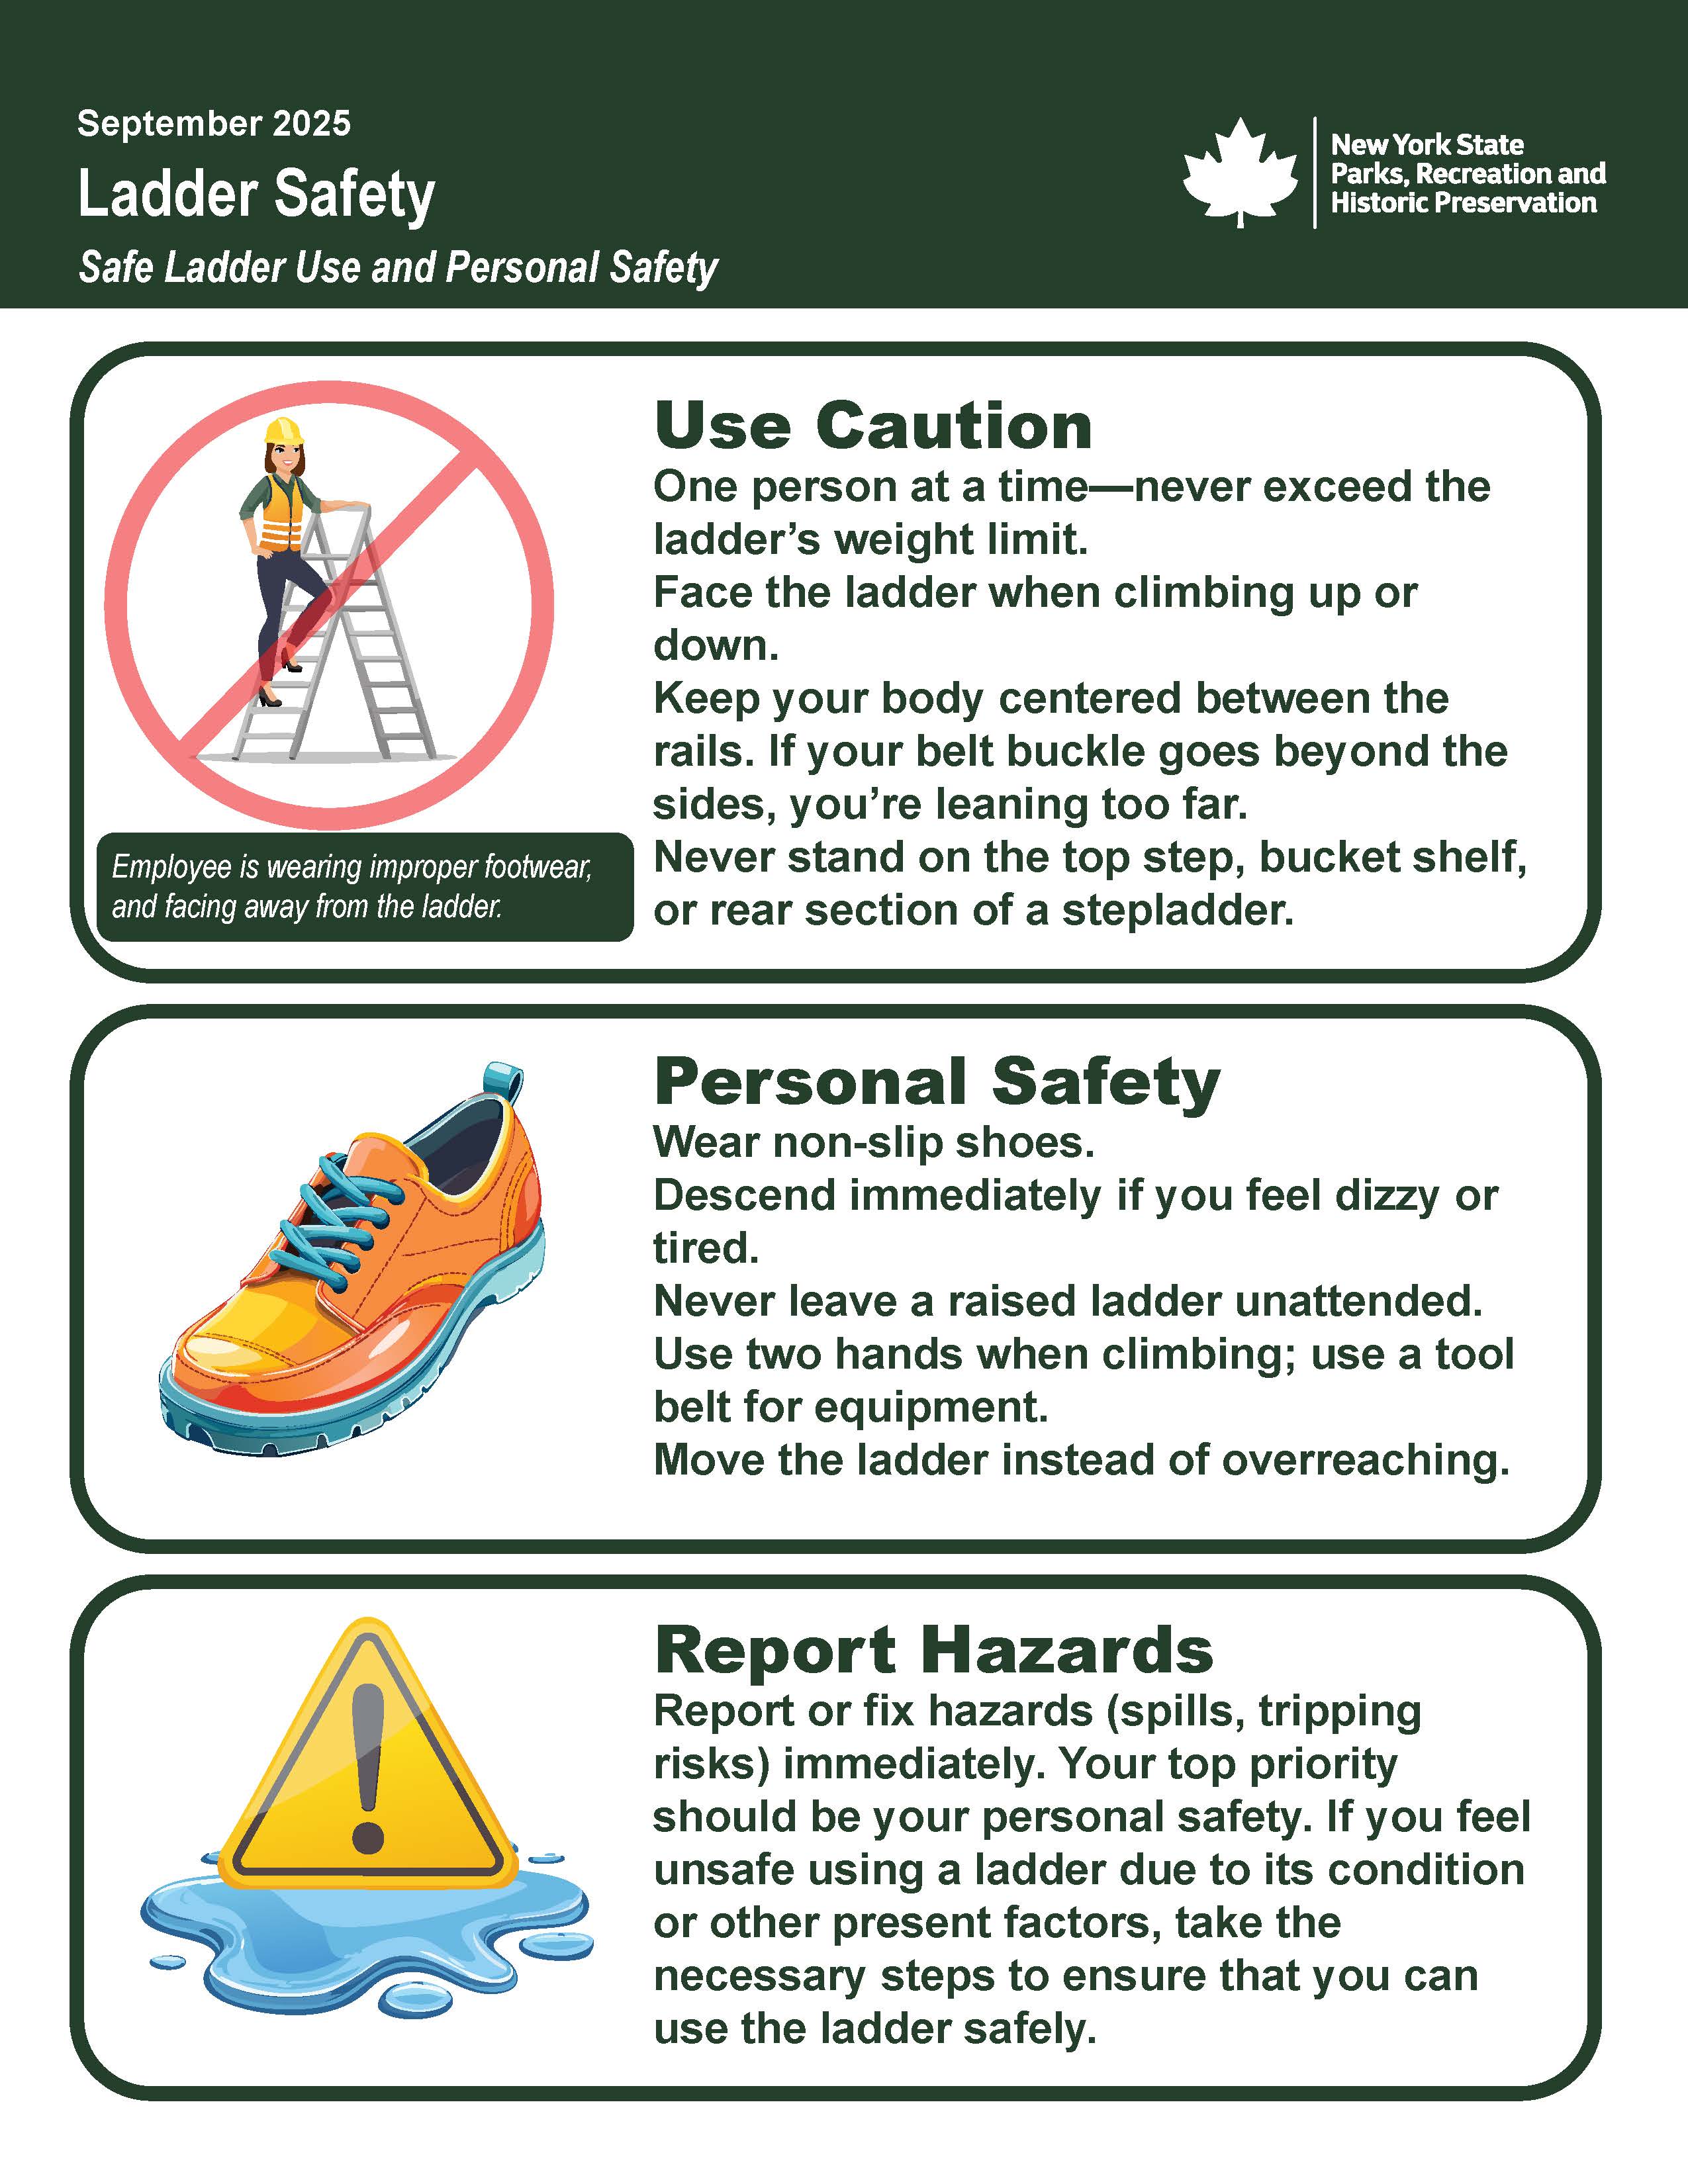 September 2025
Ladder Safety
Safe Ladder Use and Personal Safety
New York State
Parks, Recreation and
Historic Preservation
Use Caution
One person at a time—never exceed the
ladder’s weight limit.
Face the ladder when climbing up or
down.
Keep your body centered between the
rails. If your belt buckle goes beyond the
sides, you’re leaning too far.
Never stand on the top step, bucket shelf,
or rear section of a stepladder.
Employee is wearing improper footwear,
and facing away from the ladder.
Personal Safety
Wear non-slip shoes.
Descend immediately if you feel dizzy or
tired.
Never leave a raised ladder unattended.
Use two hands when climbing; use a tool
belt for equipment.
Move the ladder instead of overreaching.
Report Hazards
Report or fix hazards (spills, tripping
risks) immediately. Your top priority
should be your personal safety. If you feel
unsafe using a ladder due to its condition
or other present factors, take the
necessary steps to ensure that you can
use the ladder safely.